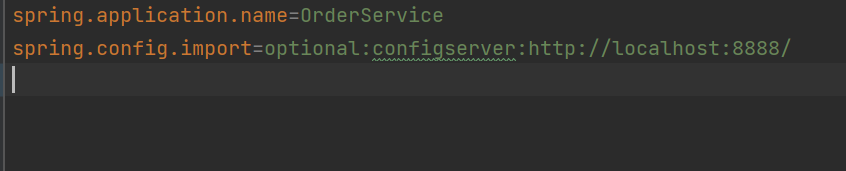 spring.application.name=OrderService
spring.config.import=optional:configserver:http://localhost:8888/